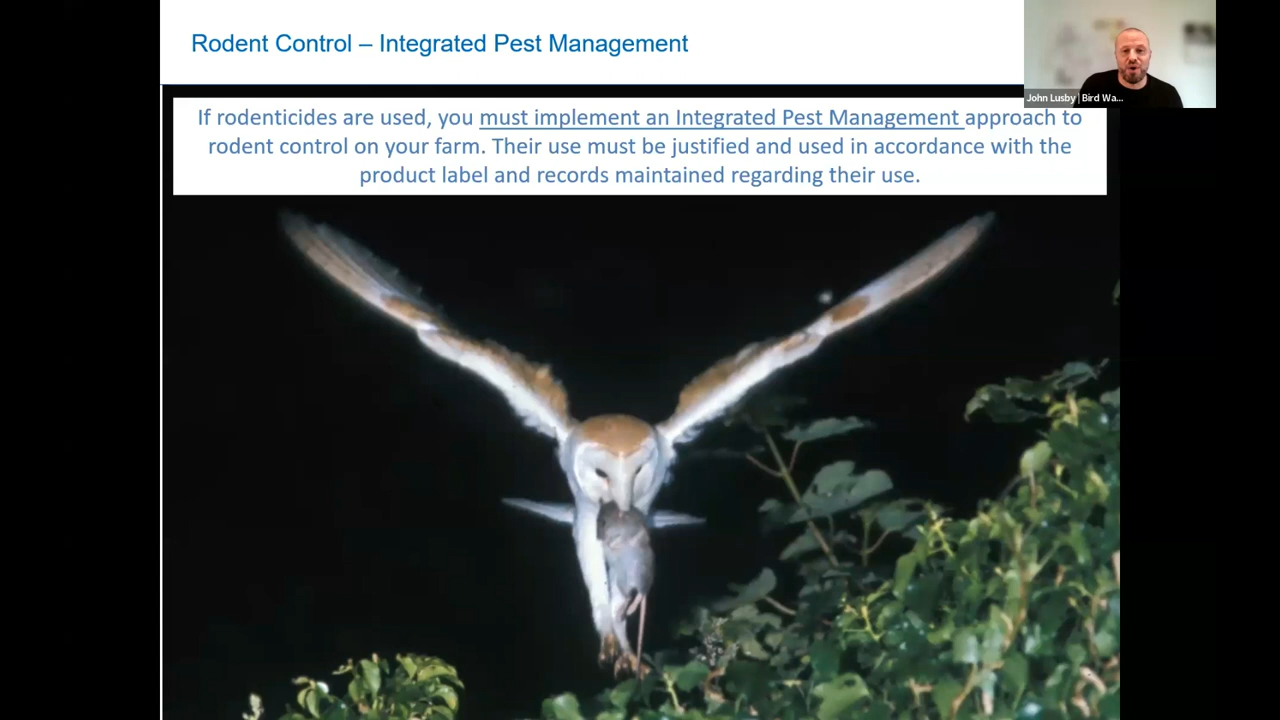 Rodent Control – Integrated Pest Management
John Lusby | Bird Wa...
If rodenticides are used, you must implement an Integrated Pest Management approach to
rodent control on your farm. Their use must be justified and used in accordance with the
product label and records maintained regarding their use.